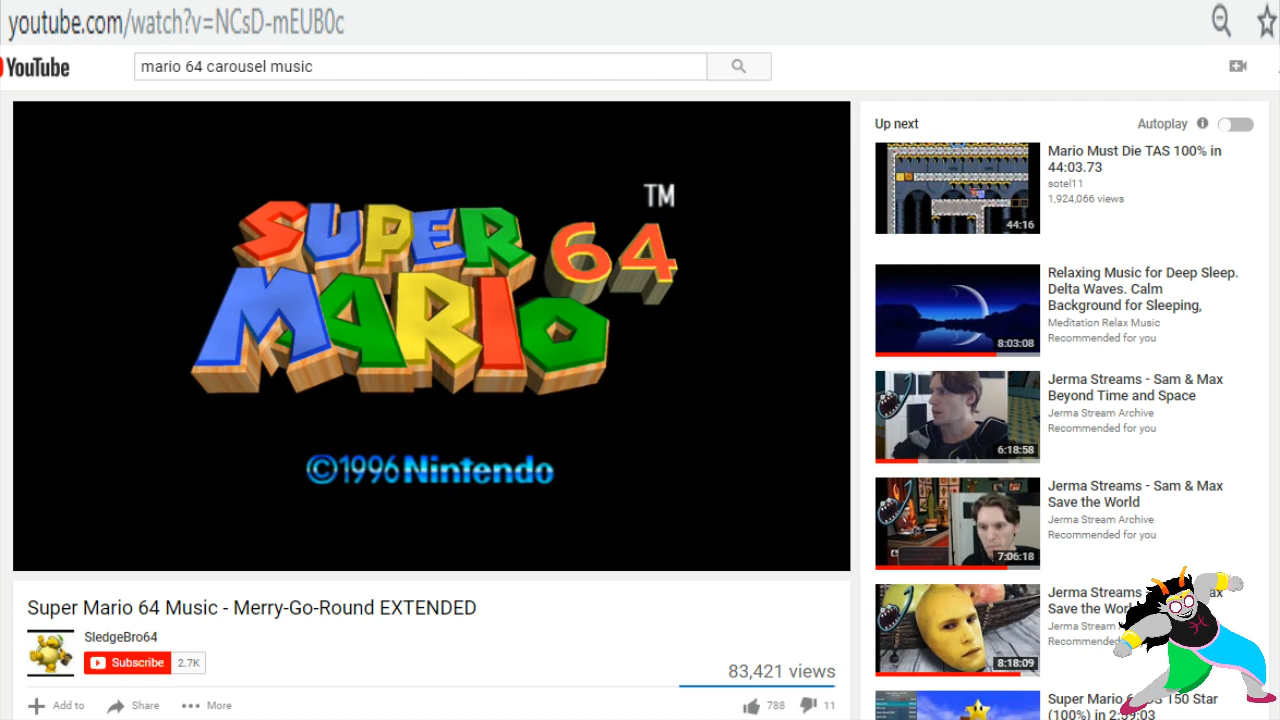 youtube.com/watch?v=NCsD-mEUB0c
YouTube
mario 64 carousel music
SUPER
MARIO 64
TM
©1996 Nintendo
Super Mario 64 Music - Merry-Go-Round EXTENDED
SledgeBro64
Subscribe 2.7K
83,421 views
Add to Share More
788 11
Up next Autoplay
Mario Must Die TAS 100% in
44:03.73
sotel11
1,924,066 views
44:16
Relaxing Music for Deep Sleep.
Delta Waves. Calm
Background for Sleeping,
Meditation Relax Music
Recommended for you
8:03:08
Jerma Streams - Sam & Max
Beyond Time and Space
Jerma Stream Archive
Recommended for you
6:18:58
Jerma Streams - Sam & Max
Save the World
Jerma Stream Archive
Recommended for you
7:06:18
Jerma Streams
Save the
Jerma Stream
Recommended
8:18:09
Super Mario 150 Star
(100%) in